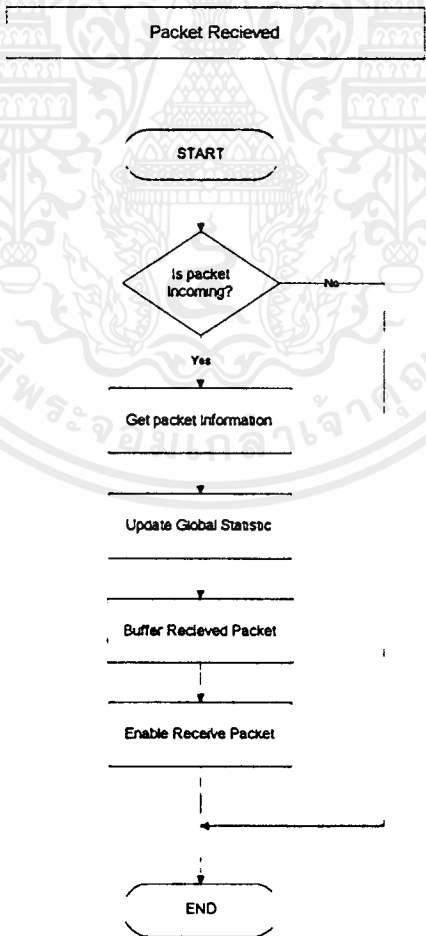 Packet Recieved
START
Is packet
Incoming?
No
Yes
Get packet Information
Update Global Statistic
Buffer Recieved Packet
Enable Receive Packet
END